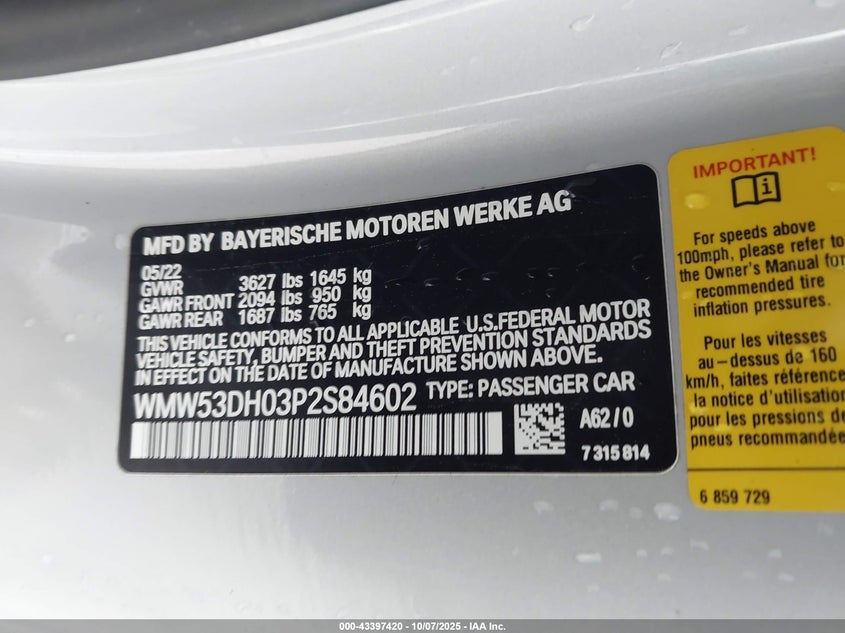 MFD BY BAYERISCHE MOTOREN WERKE AG
05/22
GVWR 3627 lbs 1645 kg
GAWR FRONT 2094 lbs 950 kg
GAWR REAR 1687 lbs 765 kg
THIS VEHICLE CONFORMS TO ALL APPLICABLE U.S.FEDERAL MOTOR
VEHICLE SAFETY, BUMPER AND THEFT PREVENTION STANDARDS
IN EFFECT ON THE DATE OF MANUFACTURE SHOWN ABOVE.
WMW53DH03P2S84602 TYPE: PASSENGER CAR
A62/0
7 315 814
IMPORTANT!
i
For speeds above
100mph, please refer to
the Owner's Manual for
recommended tire
inflation pressures.
Pour les vitesses
au-dessus de 160
km/h, faites référence
à la notice d'utilisation
pour les pressions de
pneus recommandées
6 859 729
000-43397420 - 10/07/2025 - IAA Inc.